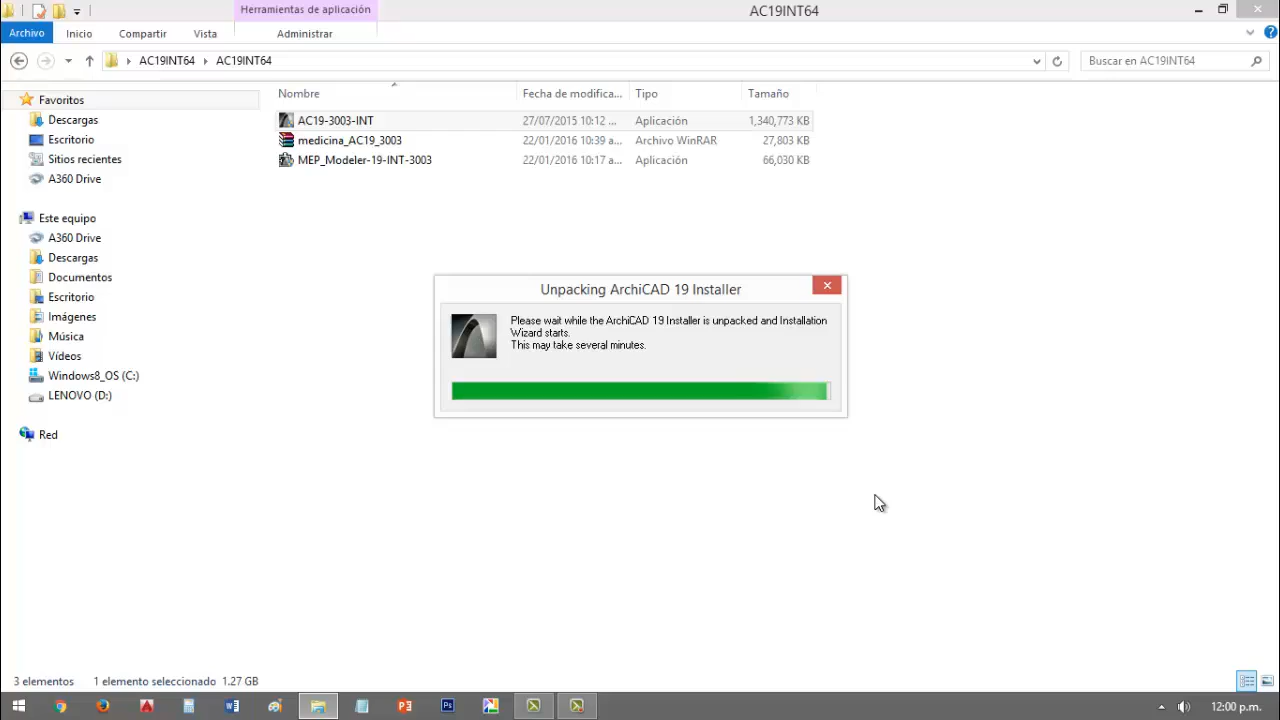 Herramientas de aplicación
AC19INT64
Archivo Inicio Compartir Vista Administrar
AC19INT64 AC19INT64
Buscar en AC19INT64
Nombre Fecha de modifica... Tipo Tamaño
AC19-3003-INT 27/07/2015 10:12 ... Aplicación 1,340,773 KB
medicina_AC19_3003 22/01/2016 10:39 a... Archivo WinRAR 27,803 KB
MEP_Modeler-19-INT-3003 22/01/2016 10:17 a... Aplicación 66,030 KB
Favoritos
Descargas
Escritorio
Sitios recientes
A360 Drive
Este equipo
A360 Drive
Descargas
Documentos
Escritorio
Imágenes
Música
Vídeos
Windows8_OS (C:)
LENOVO (D:)
Red
Unpacking ArchiCAD 19 Installer
Please wait while the ArchiCAD 19 Installer is unpacked and Installation
Wizard starts.
This may take several minutes.
3 elementos 1 elemento seleccionado 1.27 GB
12:00 p.m.